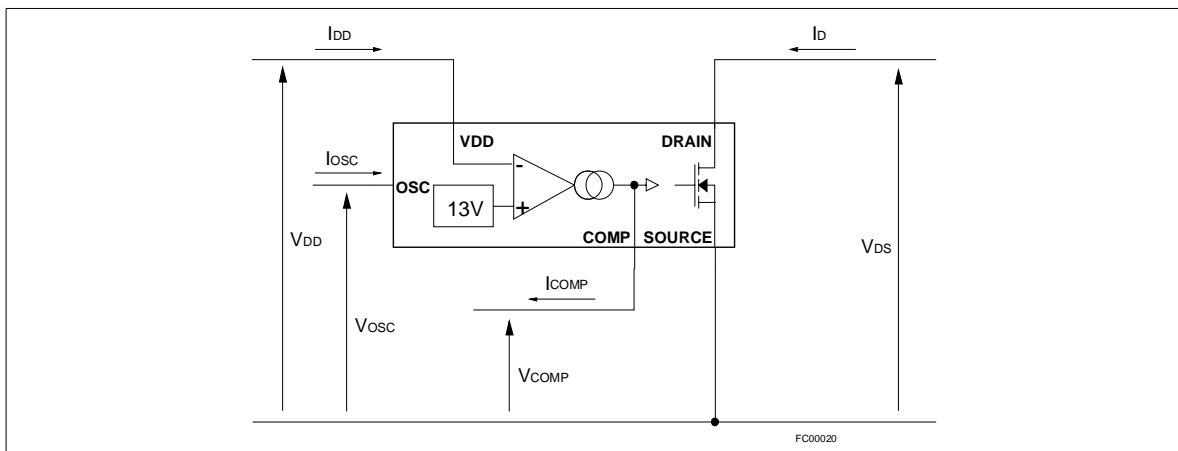 IDD
ID
VDD DRAIN
IOSC
-
OSC
13V
+
COMP SOURCE
VDD
VDS
ICOMP
VOSC
VCOMP
FC00020